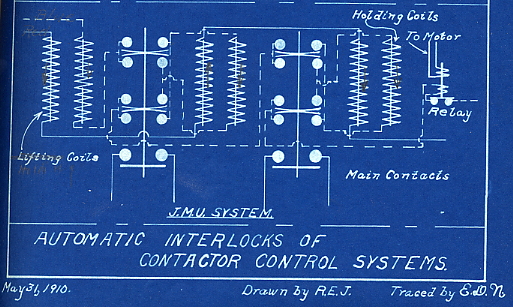 Holding Coils
To Motor
Relay
Lifting Coils
Main Contacts
J.M.U. SYSTEM.
AUTOMATIC INTERLOCKS OF
CONTACTOR CONTROL SYSTEMS.
May 31, 1910. Drawn by R.E.J. Traced by E.D.N